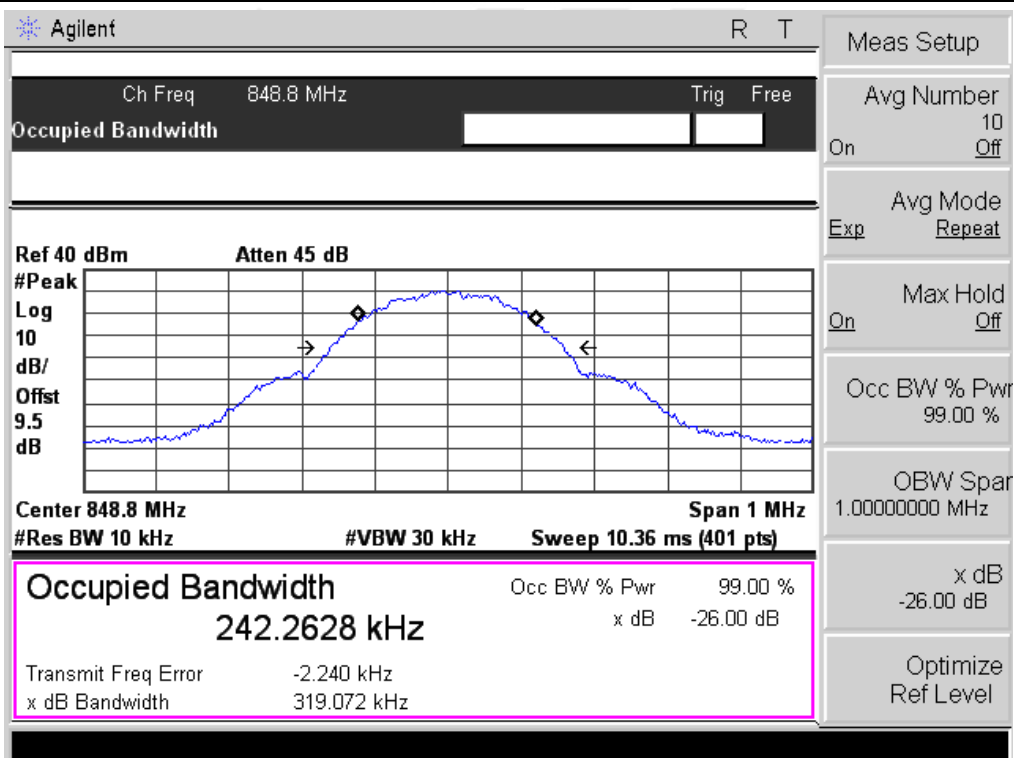 Agilent R T
Ch Freq 848.8 MHz Trig Free
Occupied Bandwidth
Ref 40 dBm Atten 45 dB
#Peak
Log
10
dB/
Offst
9.5
dB
Center 848.8 MHz Span 1 MHz
#Res BW 10 kHz #VBW 30 kHz Sweep 10.36 ms (401 pts)
Occupied Bandwidth Occ BW % Pwr 99.00 %
242.2628 kHz x dB -26.00 dB
Transmit Freq Error -2.240 kHz
x dB Bandwidth 319.072 kHz
Meas Setup
Avg Number
10
On Off
Avg Mode
Exp Repeat
Max Hold
On Off
Occ BW % Pwr
99.00 %
OBW Spar
1.00000000 MHz
x dB
-26.00 dB
Optimize
Ref Level